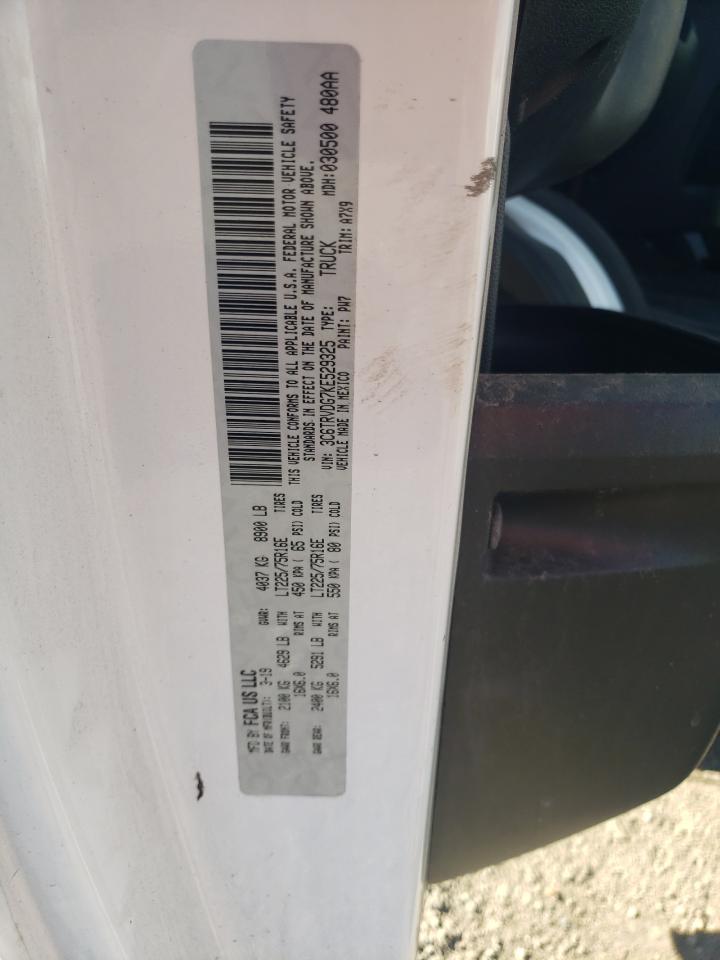 MFD BY: FCA US LLC
DATE OF MFR(BUILT): 3-19 GVWR: 4037 KG 8900 LB
GAWR FRONT: 2100 KG 4629 LB WITH LT225/75R16E TIRES
16X6.0 RIMS AT 450 KPA ( 65 PSI) COLD
GAWR REAR: 2400 KG 5291 LB WITH LT225/75R16E TIRES
16X6.0 RIMS AT 550 KPA ( 80 PSI) COLD
THIS VEHICLE CONFORMS TO ALL APPLICABLE U.S.A. FEDERAL MOTOR VEHICLE SAFETY
STANDARDS IN EFFECT ON THE DATE OF MANUFACTURE SHOWN ABOVE.
VIN: 3C6TRVDG7KE529325 TYPE: TRUCK MDH:030500 480AA
VEHICLE MADE IN MEXICO PAINT: PW7 TRIM: A7X9